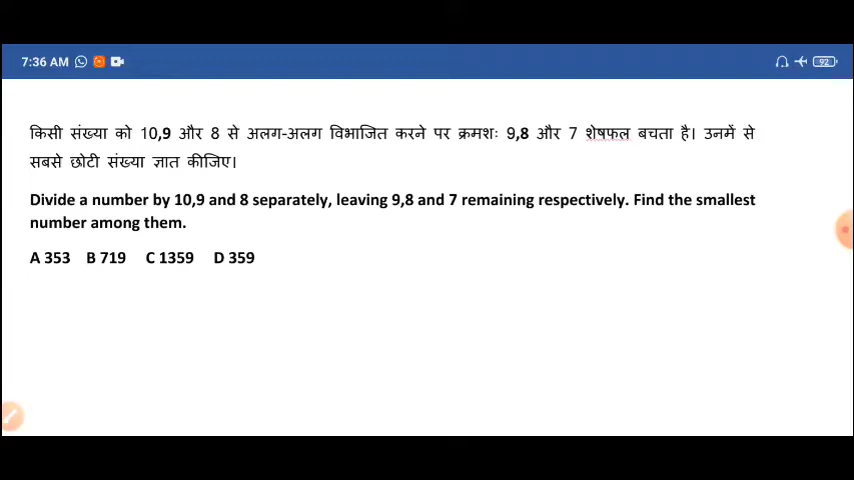 7:36 AM
92
किसी संख्या को 10,9 और 8 से अलग-अलग विभाजित करने पर क्रमशः 9,8 और 7 शेषफल बचता है। उनमें से
सबसे छोटी संख्या ज्ञात कीजिए।
Divide a number by 10,9 and 8 separately, leaving 9,8 and 7 remaining respectively. Find the smallest
number among them.
A 353 B 719 C 1359 D 359